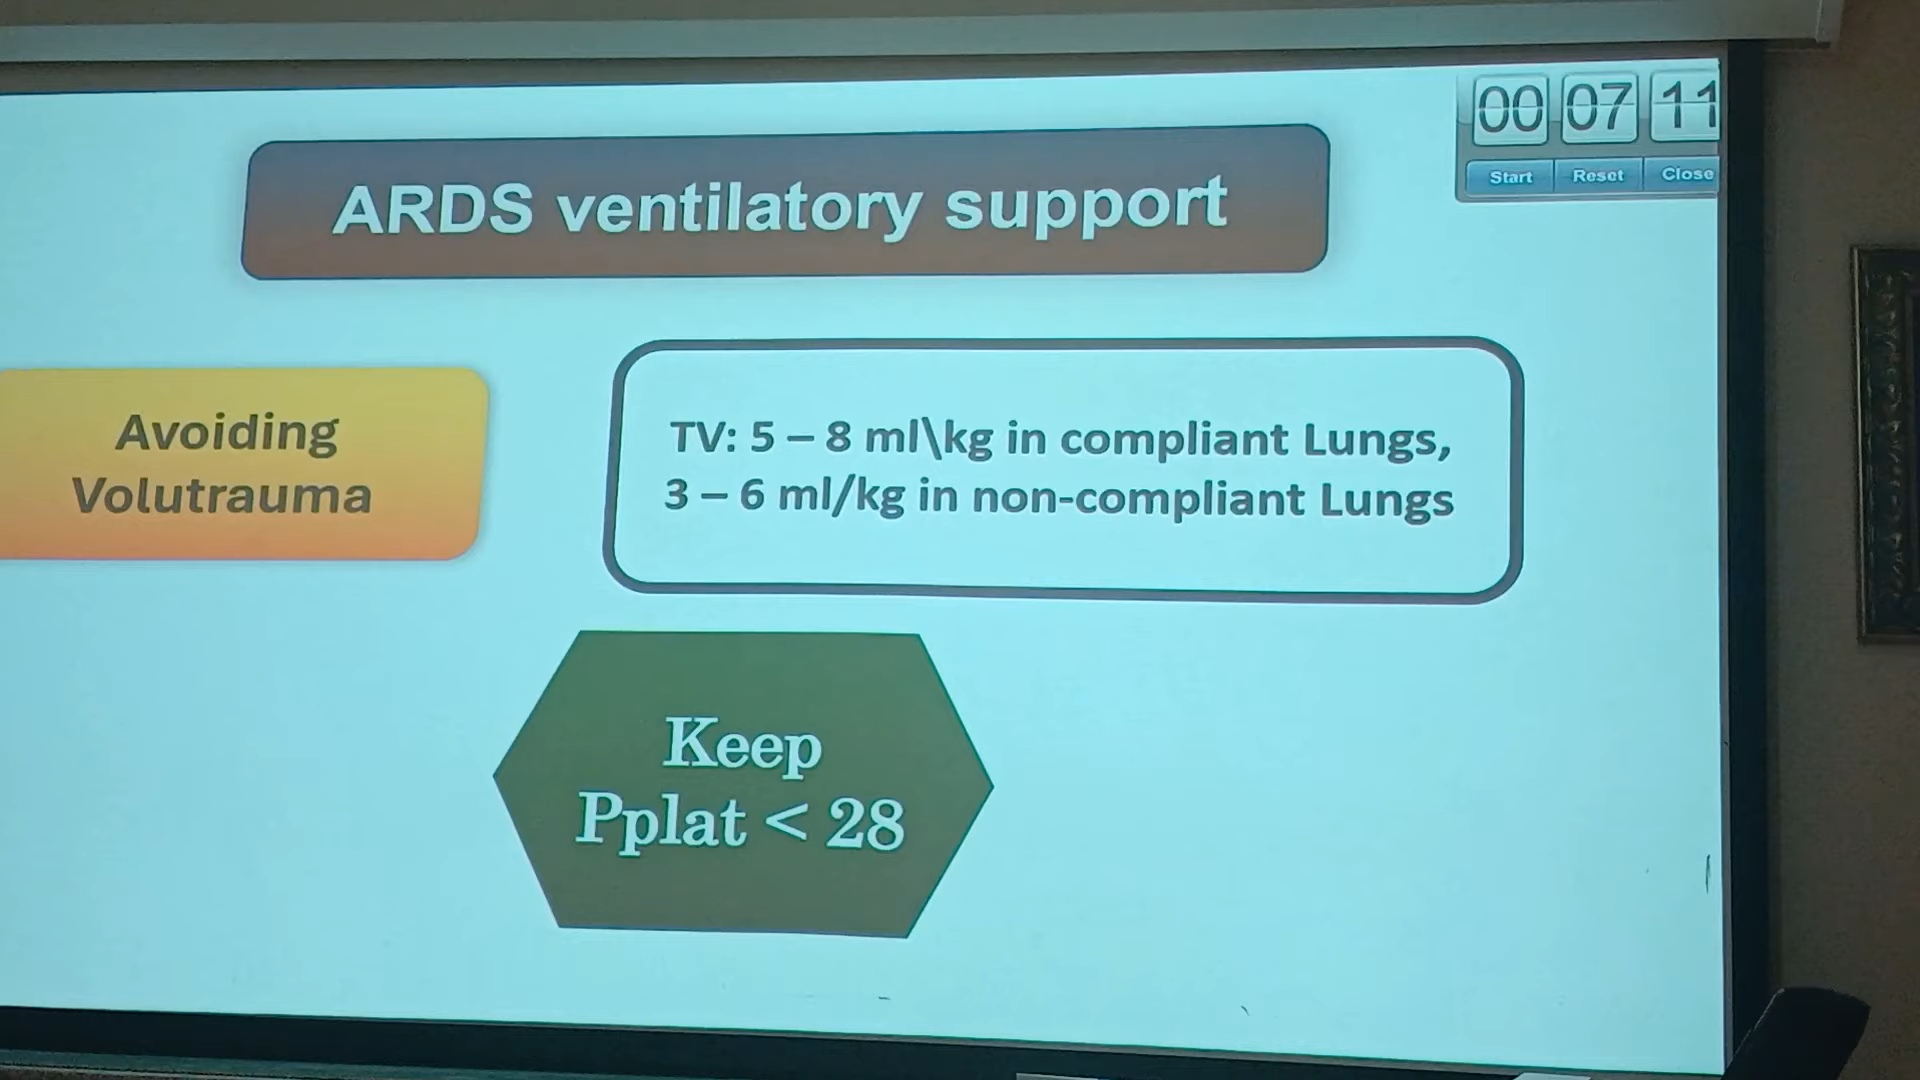 00 07 11
Start Reset Close
ARDS ventilatory support
Avoiding
Volutrauma
TV: 5 – 8 ml\kg in compliant Lungs,
3 – 6 ml/kg in non-compliant Lungs
Keep
Pplat < 28